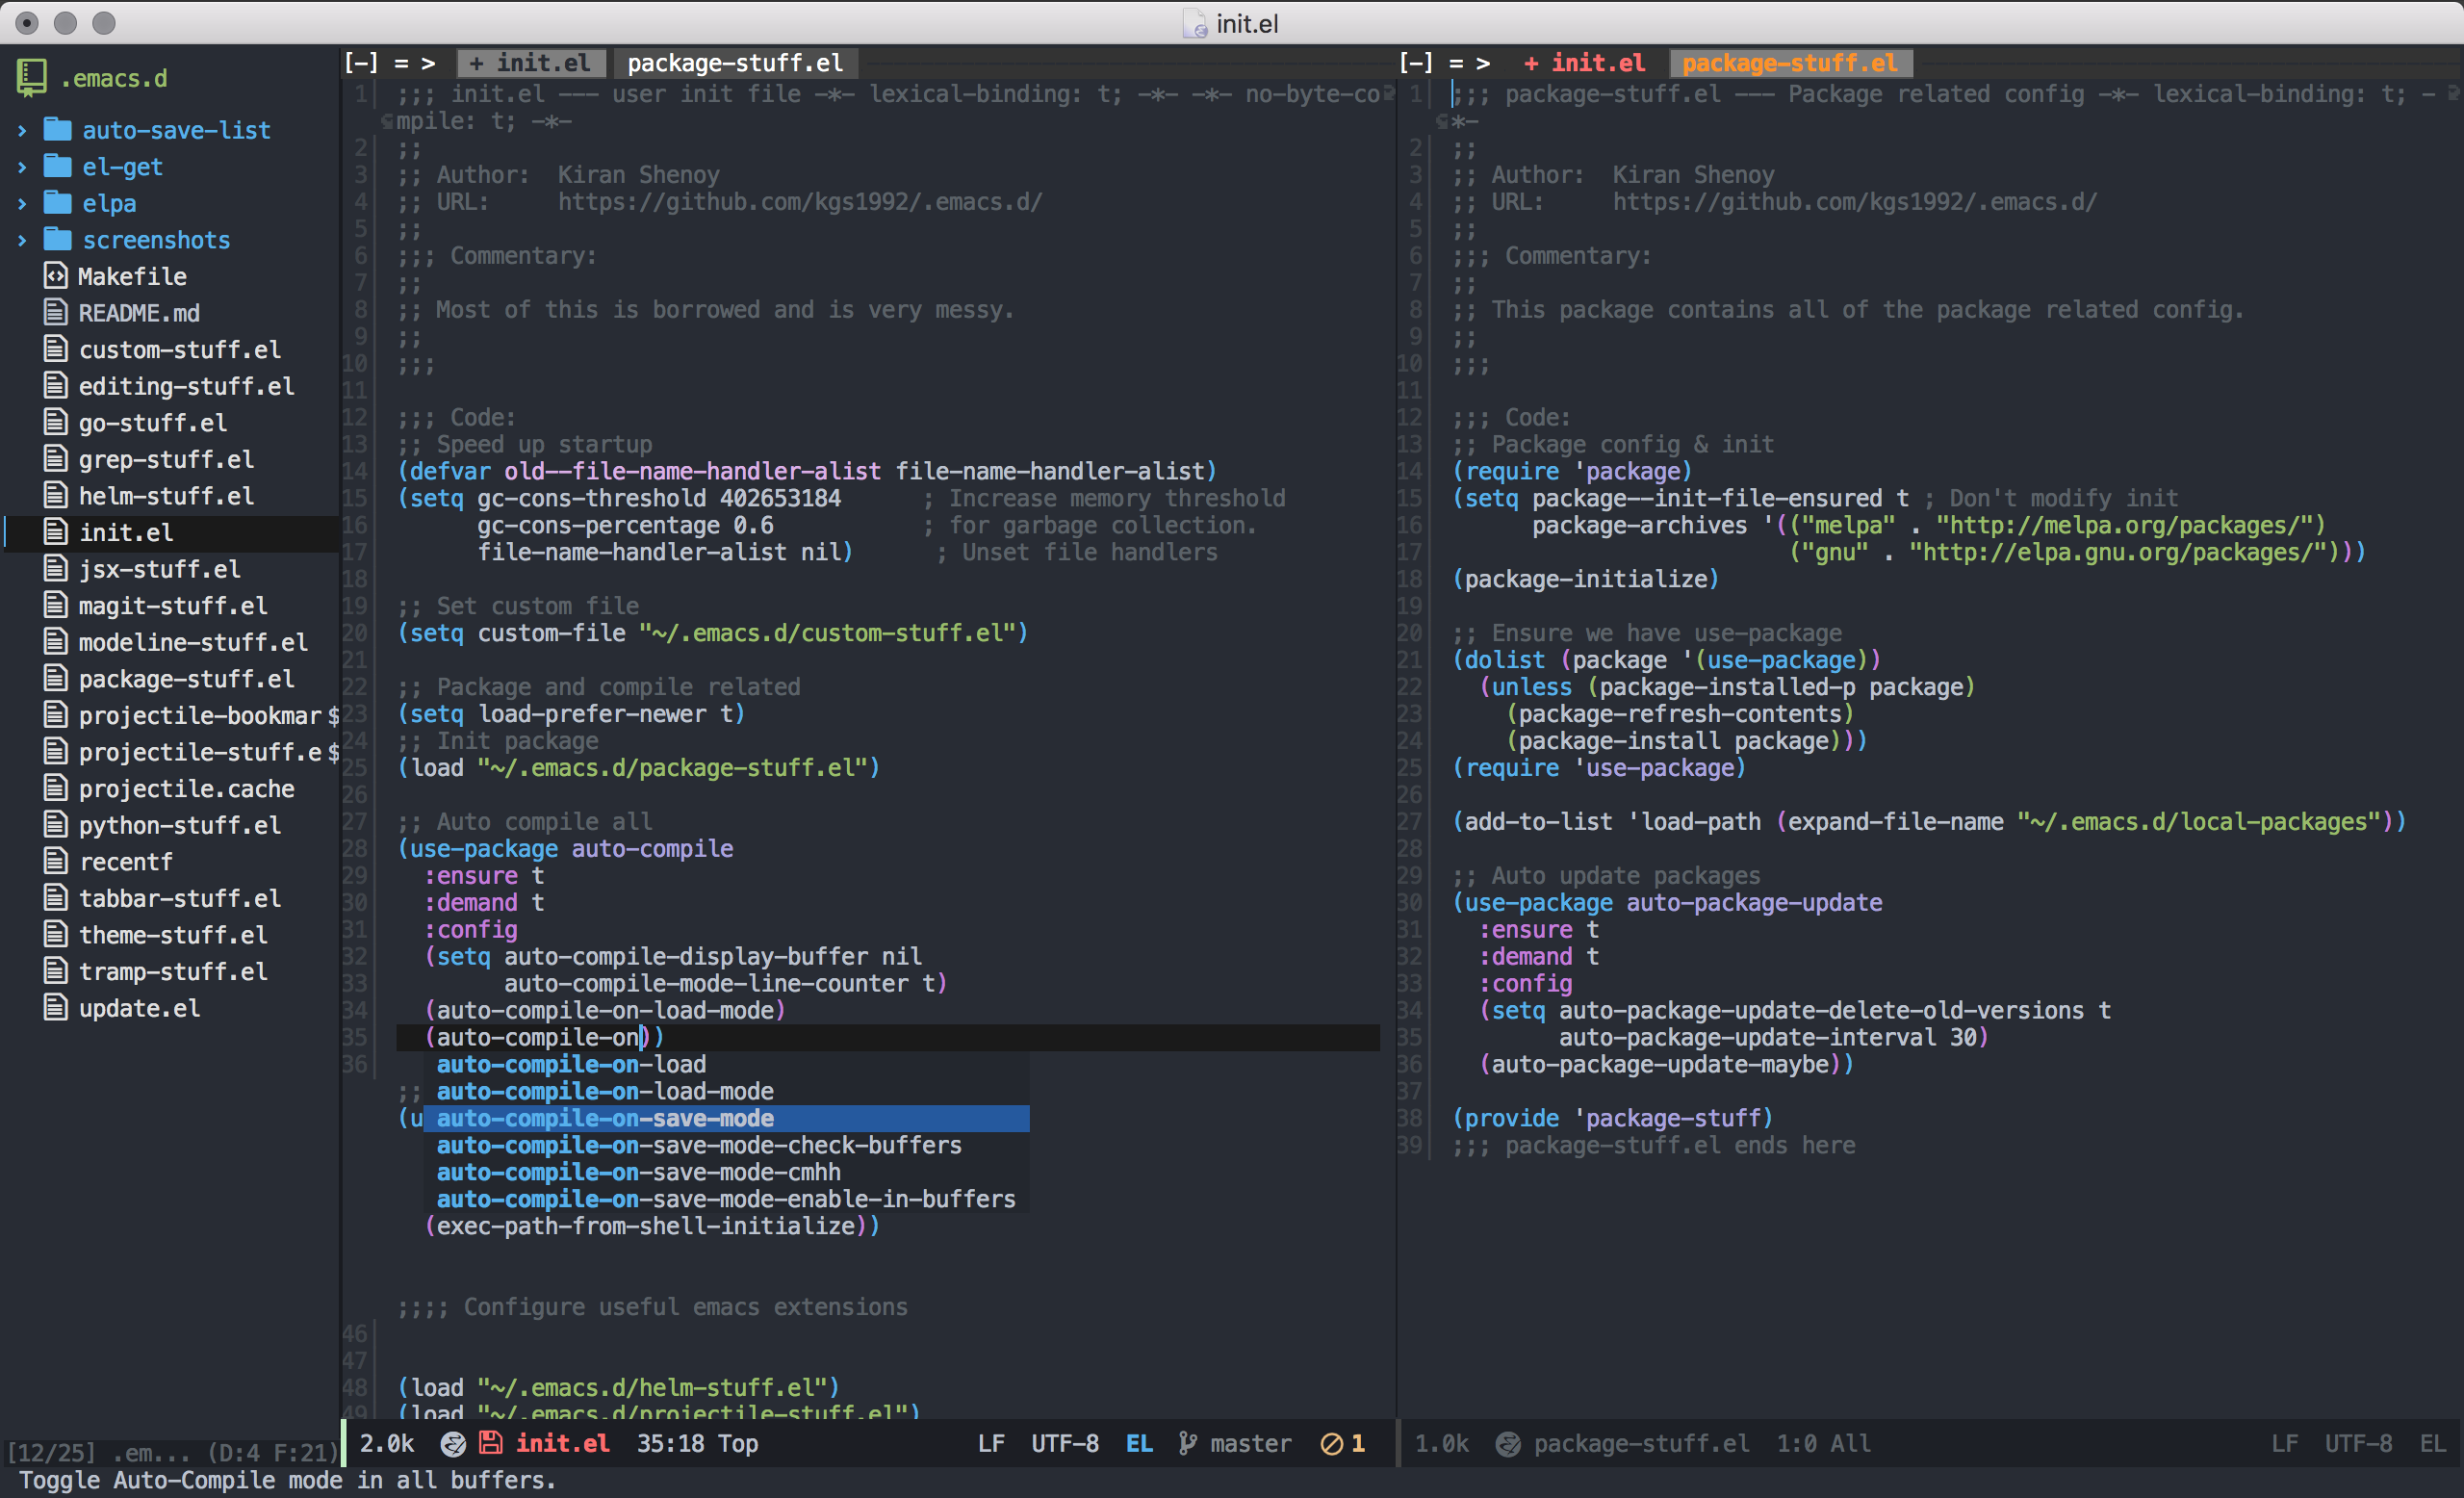 init.el
.emacs.d
› auto-save-list
› el-get
› elpa
› screenshots
Makefile
README.md
custom-stuff.el
editing-stuff.el
go-stuff.el
grep-stuff.el
helm-stuff.el
init.el
jsx-stuff.el
magit-stuff.el
modeline-stuff.el
package-stuff.el
projectile-bookmar$
projectile-stuff.e$
projectile.cache
python-stuff.el
recentf
tabbar-stuff.el
theme-stuff.el
tramp-stuff.el
update.el
[12/25] .em... (D:4 F:21)
[-] = > + init.el package-stuff.el
1 ;;; init.el --- user init file -*- lexical-binding: t; -*- -*- no-byte-co
mpile: t; -*-
2 ;;
3 ;; Author:  Kiran Shenoy
4 ;; URL:     https://github.com/kgs1992/.emacs.d/
5 ;;
6 ;;; Commentary:
7 ;;
8 ;; Most of this is borrowed and is very messy.
9 ;;
10 ;;;
11
12 ;;; Code:
13 ;; Speed up startup
14 (defvar old--file-name-handler-alist file-name-handler-alist)
15 (setq gc-cons-threshold 402653184      ; Increase memory threshold
16       gc-cons-percentage 0.6           ; for garbage collection.
17       file-name-handler-alist nil)      ; Unset file handlers
18
19 ;; Set custom file
20 (setq custom-file "~/.emacs.d/custom-stuff.el")
21
22 ;; Package and compile related
23 (setq load-prefer-newer t)
24 ;; Init package
25 (load "~/.emacs.d/package-stuff.el")
26
27 ;; Auto compile all
28 (use-package auto-compile
29   :ensure t
30   :demand t
31   :config
32   (setq auto-compile-display-buffer nil
33         auto-compile-mode-line-counter t)
34   (auto-compile-on-load-mode)
35   (auto-compile-on))
36 auto-compile-on-load
;; auto-compile-on-load-mode
(u auto-compile-on-save-mode
auto-compile-on-save-mode-check-buffers
auto-compile-on-save-mode-cmhh
auto-compile-on-save-mode-enable-in-buffers
(exec-path-from-shell-initialize))
;;;; Configure useful emacs extensions
46
47
48 (load "~/.emacs.d/helm-stuff.el")
49 (load "~/.emacs.d/projectile-stuff.el")
2.0k init.el 35:18 Top LF UTF-8 EL master 1
[-] = > + init.el package-stuff.el
1 ;;; package-stuff.el --- Package related config -*- lexical-binding: t; -
*-
2 ;;
3 ;; Author:  Kiran Shenoy
4 ;; URL:     https://github.com/kgs1992/.emacs.d/
5 ;;
6 ;;; Commentary:
7 ;;
8 ;; This package contains all of the package related config.
9 ;;
10 ;;;
11
12 ;;; Code:
13 ;; Package config & init
14 (require 'package)
15 (setq package--init-file-ensured t ; Don't modify init
16       package-archives '(("melpa" . "http://melpa.org/packages/")
17                          ("gnu" . "http://elpa.gnu.org/packages/")))
18 (package-initialize)
19
20 ;; Ensure we have use-package
21 (dolist (package '(use-package))
22   (unless (package-installed-p package)
23     (package-refresh-contents)
24     (package-install package)))
25 (require 'use-package)
26
27 (add-to-list 'load-path (expand-file-name "~/.emacs.d/local-packages"))
28
29 ;; Auto update packages
30 (use-package auto-package-update
31   :ensure t
32   :demand t
33   :config
34   (setq auto-package-update-delete-old-versions t
35         auto-package-update-interval 30)
36   (auto-package-update-maybe))
37
38 (provide 'package-stuff)
39 ;;; package-stuff.el ends here
1.0k package-stuff.el 1:0 All LF UTF-8 EL
Toggle Auto-Compile mode in all buffers.